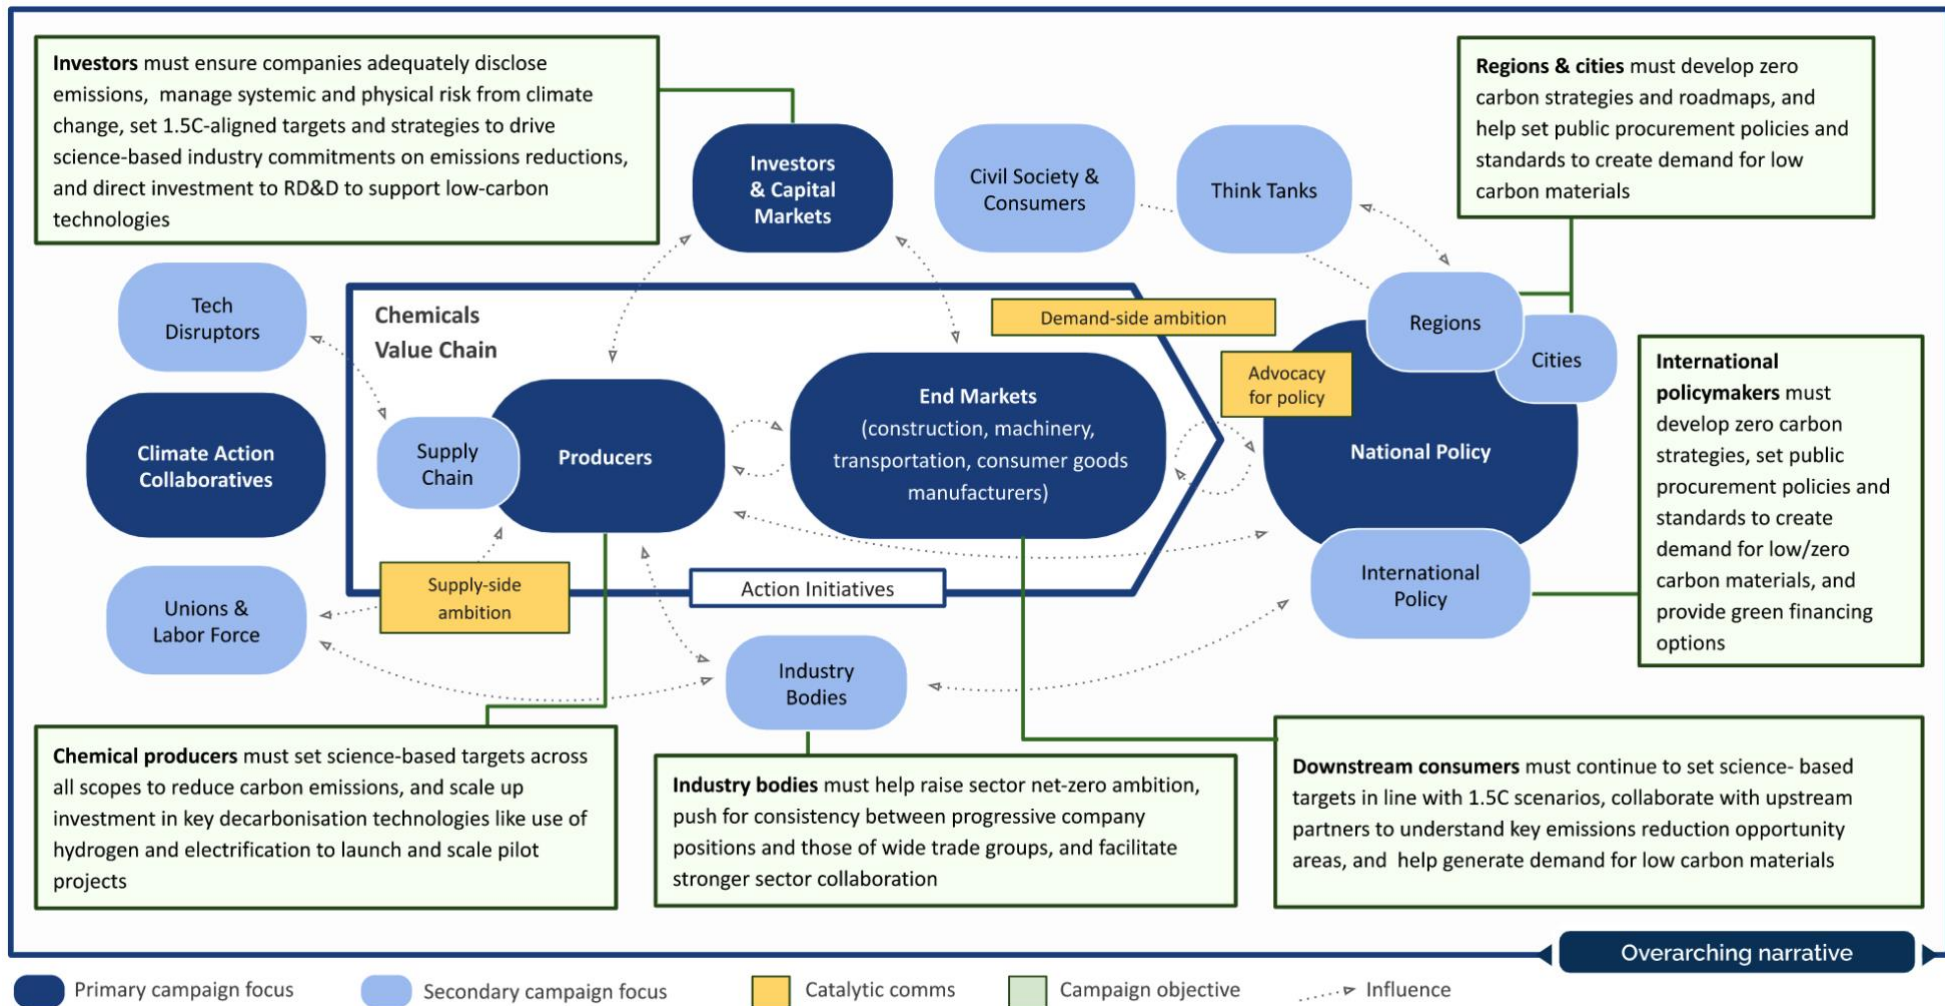 Investors must ensure companies adequately disclose
emissions, manage systemic and physical risk from climate
change, set 1.5C-aligned targets and strategies to drive
science-based industry commitments on emissions reductions,
and direct investment to RD&D to support low-carbon
technologies
Investors
& Capital
Markets
Civil Society &
Consumers
Think Tanks
Regions & cities must develop zero
carbon strategies and roadmaps, and
help set public procurement policies and
standards to create demand for low
carbon materials
Tech
Disruptors
Chemicals
Value Chain
Demand-side ambition
Regions
Cities
Advocacy
for policy
National Policy
International
policymakers must
develop zero carbon
strategies, set public
procurement policies and
standards to create
demand for low/zero
carbon materials, and
provide green financing
options
Climate Action
Collaboratives
Supply
Chain
Producers
End Markets
(construction, machinery,
transportation, consumer goods
manufacturers)
Unions &
Labor Force
Supply-side
ambition
Action Initiatives
International
Policy
Industry
Bodies
Chemical producers must set science-based targets across
all scopes to reduce carbon emissions, and scale up
investment in key decarbonisation technologies like use of
hydrogen and electrification to launch and scale pilot
projects
Industry bodies must help raise sector net-zero ambition,
push for consistency between progressive company
positions and those of wide trade groups, and facilitate
stronger sector collaboration
Downstream consumers must continue to set science- based
targets in line with 1.5C scenarios, collaborate with upstream
partners to understand key emissions reduction opportunity
areas, and help generate demand for low carbon materials
Overarching narrative
Primary campaign focus
Secondary campaign focus
Catalytic comms
Campaign objective
Influence